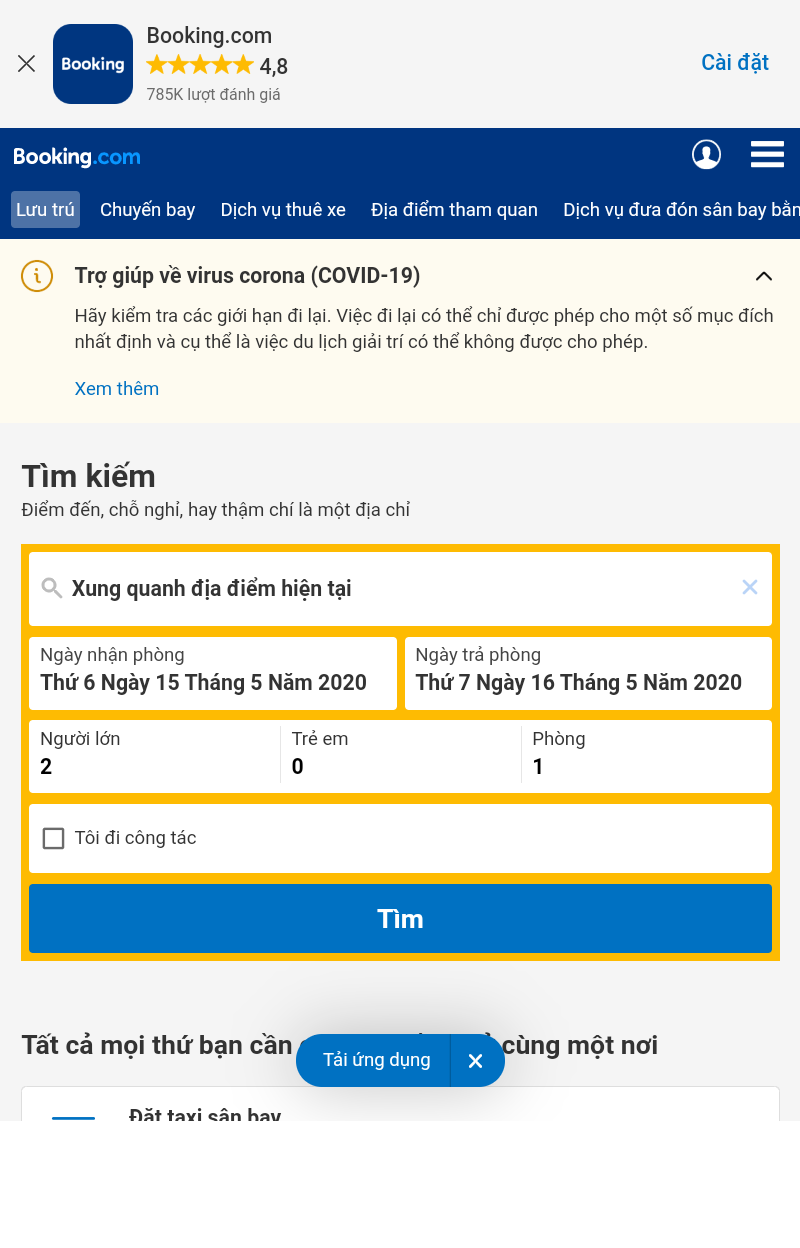 Booking.com
Booking
4,8
785K lượt đánh giá
Cài đặt
Booking.com
Lưu trú Chuyến bay Dịch vụ thuê xe Địa điểm tham quan Dịch vụ đưa đón sân bay
Trợ giúp về virus corona (COVID-19)
Hãy kiểm tra các giới hạn đi lại. Việc đi lại có thể chỉ được phép cho một số mục đích
nhất định và cụ thể là việc du lịch giải trí có thể không được cho phép.
Xem thêm
Tìm kiếm
Điểm đến, chỗ nghỉ, hay thậm chí là một địa chỉ
Xung quanh địa điểm hiện tại
Ngày nhận phòng Ngày trả phòng
Thứ 6 Ngày 15 Tháng 5 Năm 2020 Thứ 7 Ngày 16 Tháng 5 Năm 2020
Người lớn Trẻ em Phòng
2 0 1
Tôi đi công tác
Tìm
Tất cả mọi thứ bạn cần cùng một nơi
Tải ứng dụng
Đặt taxi sân bay